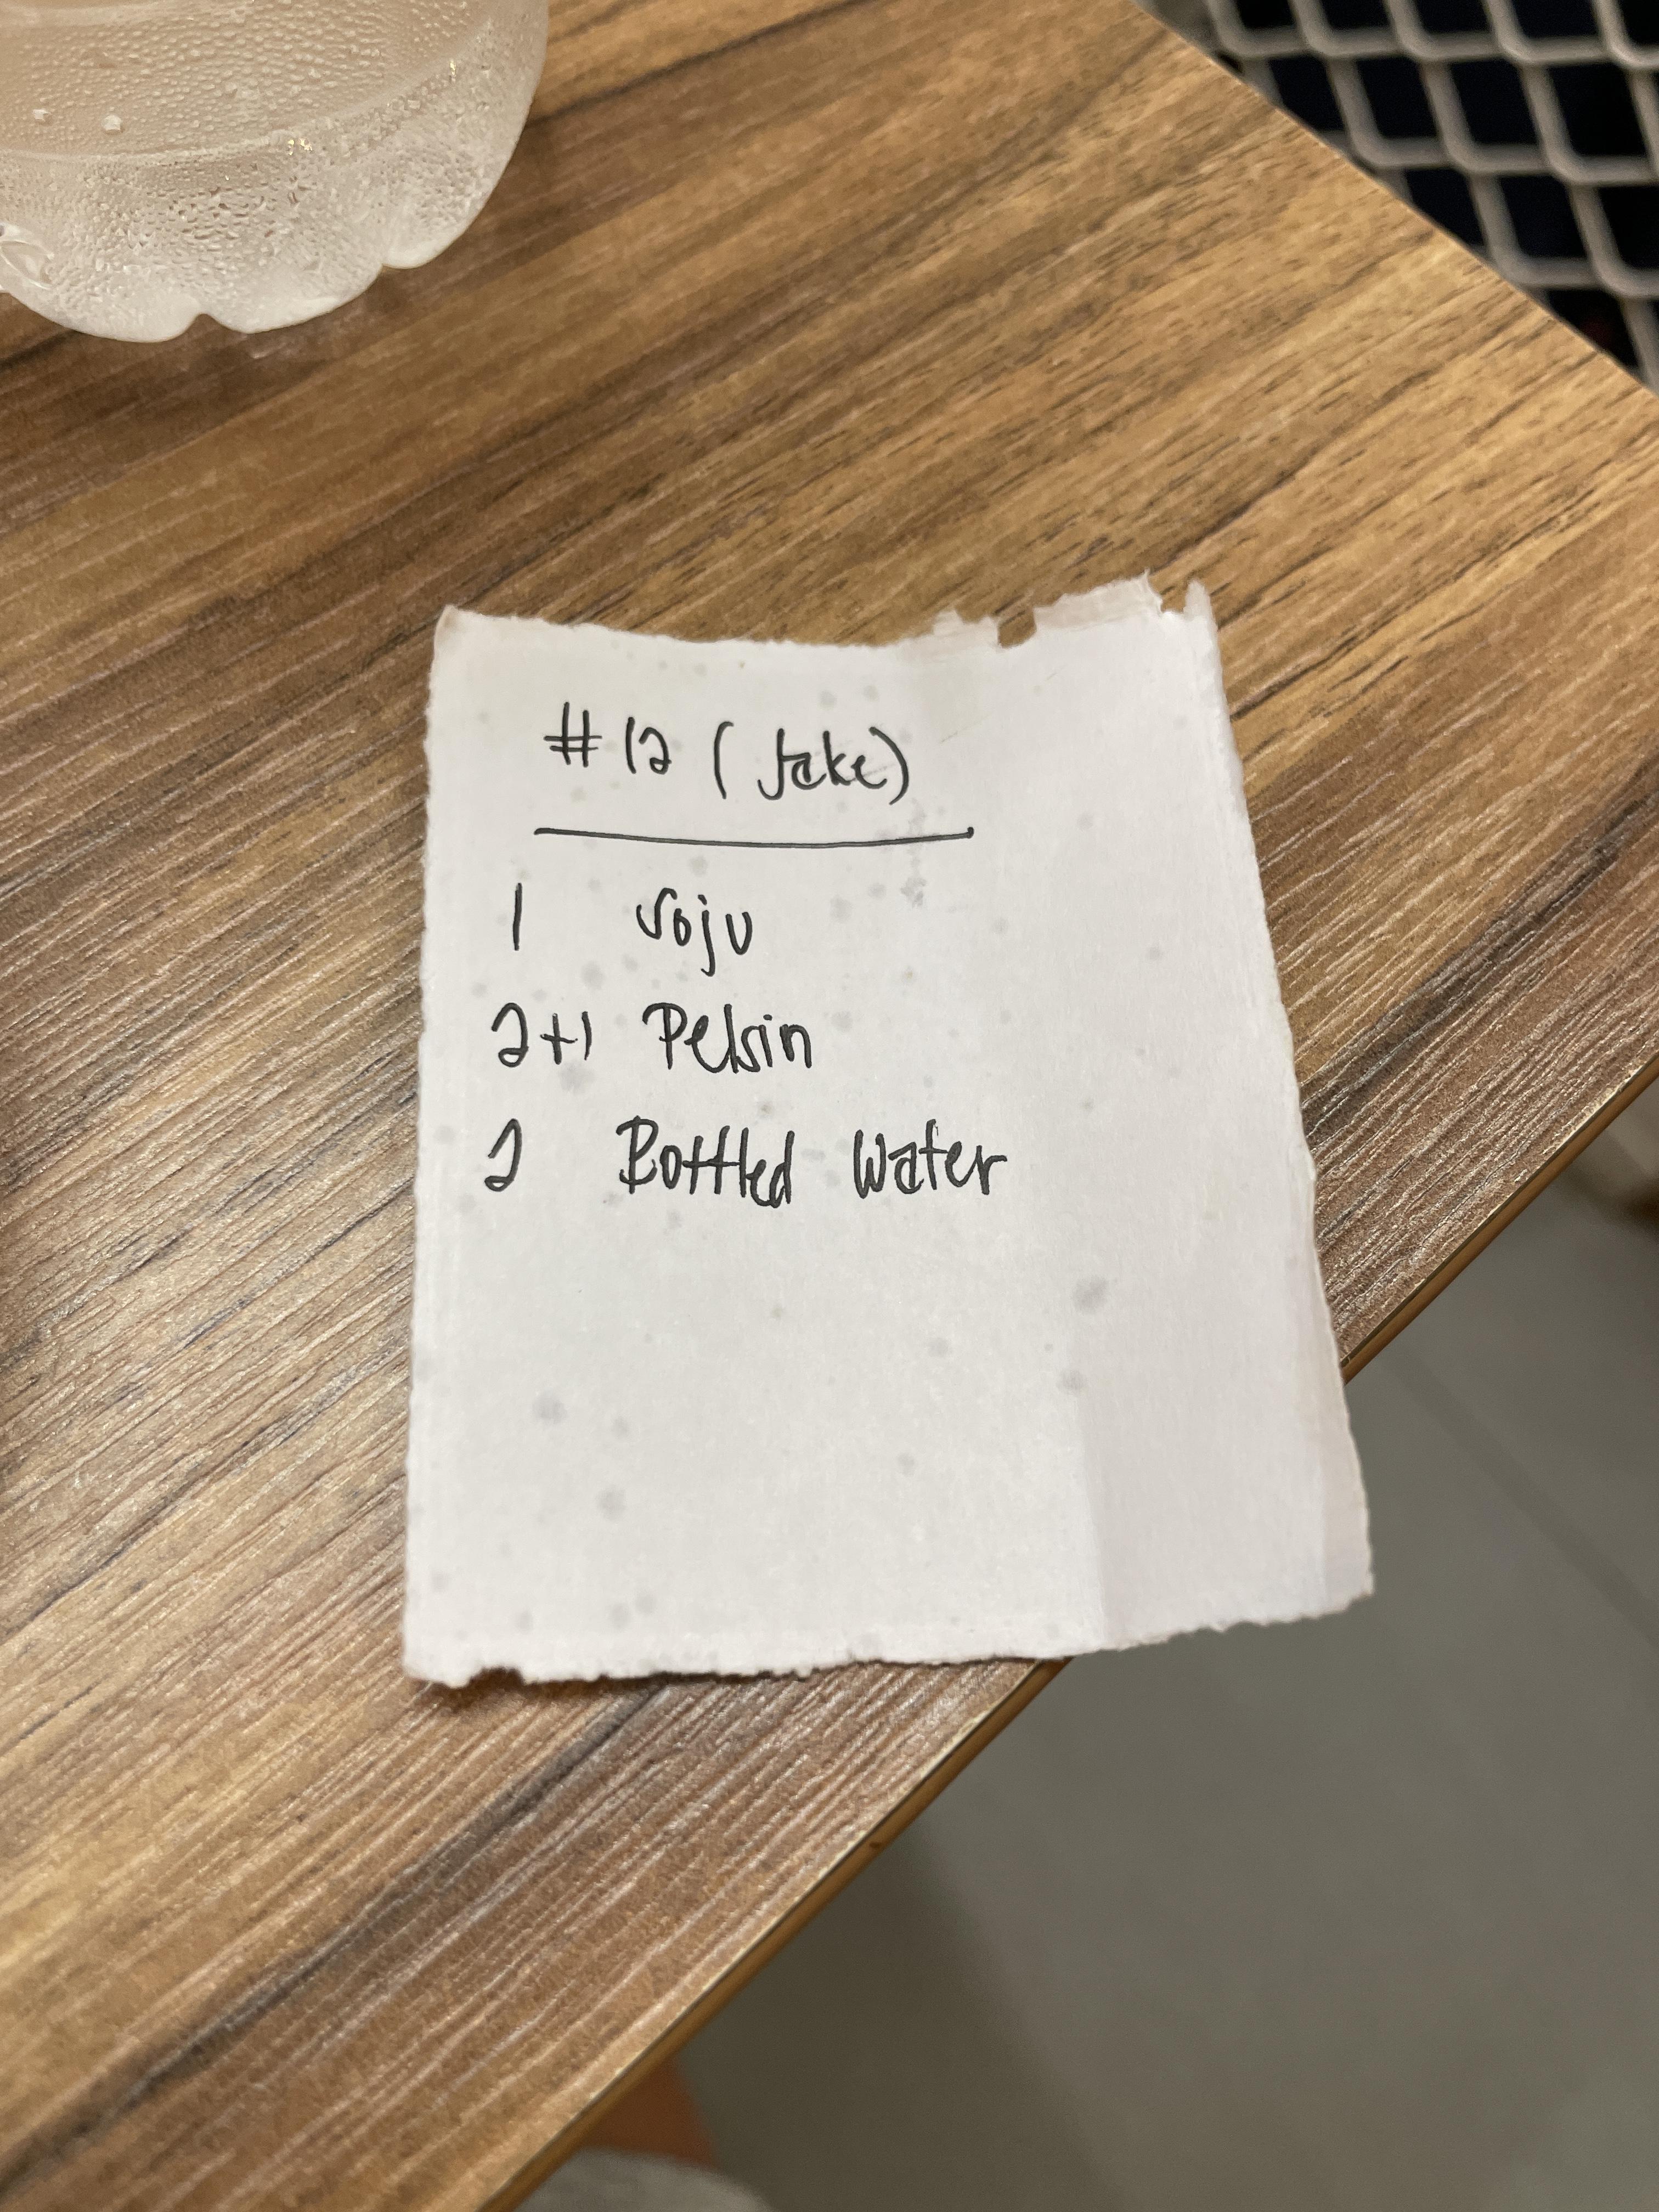 #12 (Jake)
1 Soju
2+1 Pelsin
2 Bottled Water